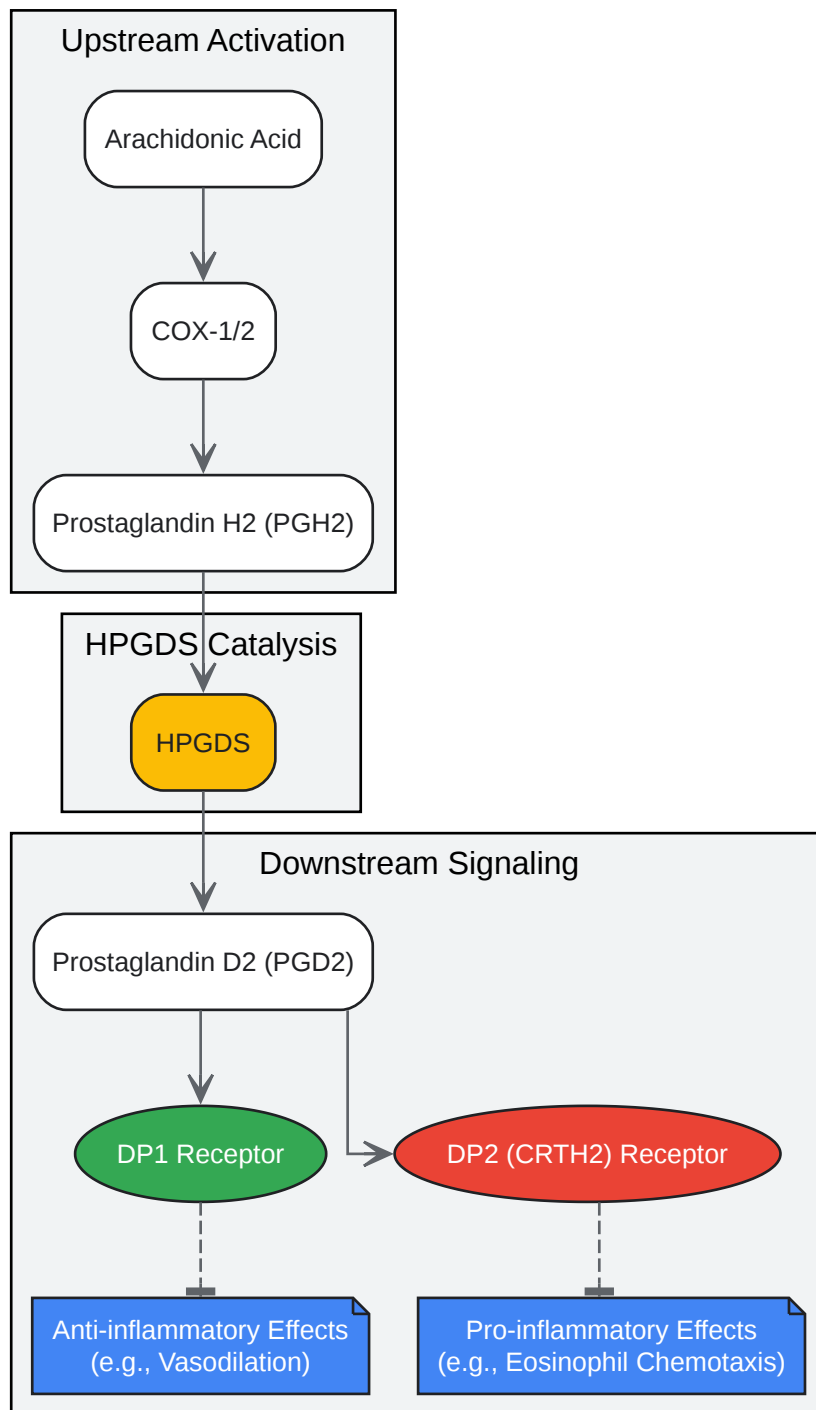 Upstream Activation
Arachidonic Acid
COX-1/2
Prostaglandin H2 (PGH2)
HPGDS Catalysis
HPGDS
Downstream Signaling
Prostaglandin D2 (PGD2)
DP1 Receptor
DP2 (CRTH2) Receptor
Anti-inflammatory Effects
(e.g., Vasodilation)
Pro-inflammatory Effects
(e.g., Eosinophil Chemotaxis)